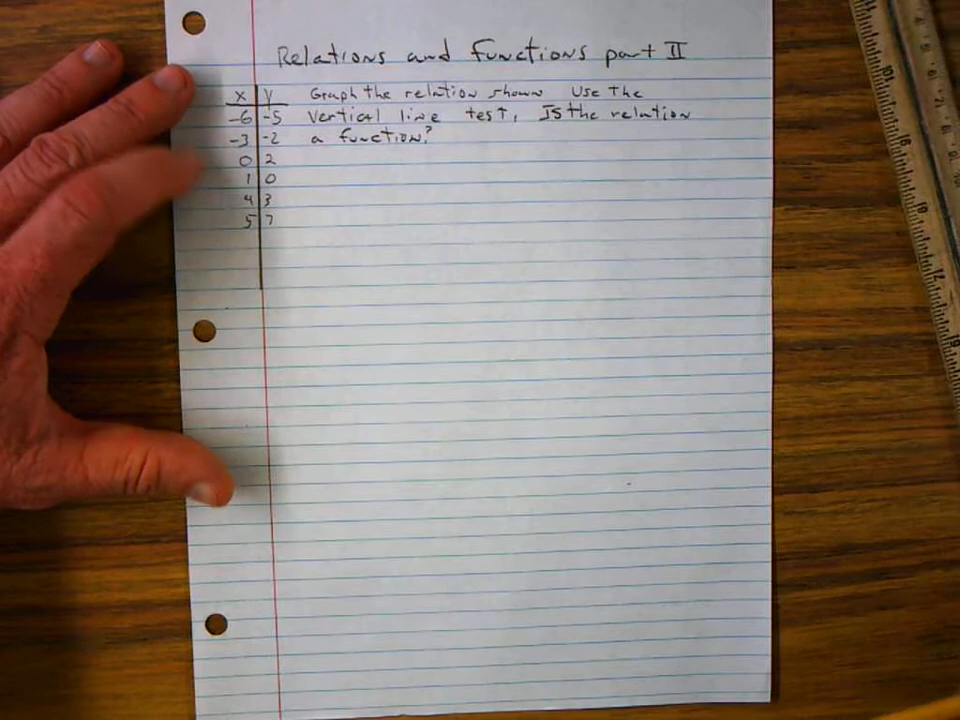 Relations and functions part II
x y Graph the relation shown use the
-6 -5 vertical line test, Is the relation
-3 -2 a function?
0 2
1 0
4 3
5 7